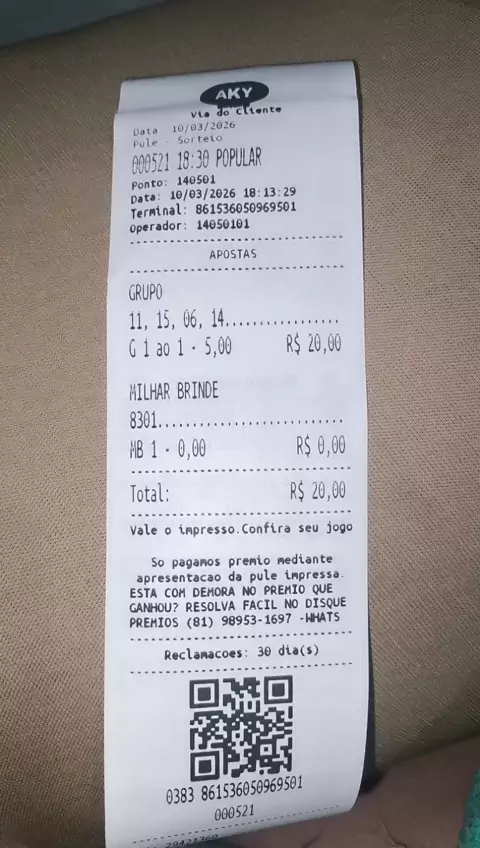 AKY
Via do Cliente
Data 10/03/2026
Pule - Sorteio
000521 18:30 POPULAR
Ponto: 140501
Data: 10/03/2026 18:13:29
Terminal: 861536050969501
Operador: 14050101
APOSTAS
GRUPO
11, 15, 06, 14.................
G 1 ao 1 - 5,00 R$ 20,00
MILHAR BRINDE
8301...........................
MB 1 - 0,00 R$ 0,00
Total: R$ 20,00
Vale o impresso.Confira seu jogo
So pagamos premio mediante
apresentacao da pule impressa.
ESTA COM DEMORA NO PREMIO QUE
GANHOU? RESOLVA FACIL NO DISQUE
PREMIOS (81) 98953-1697 -WHATS
Reclamacoes: 30 dia(s)
0383 861536050969501
000521